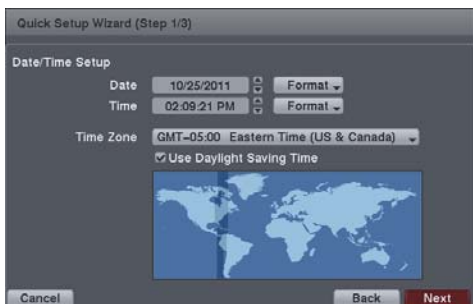 Quick Setup Wizard (Step 1/3)
Date/Time Setup
Date 10/25/2011 Format
Time 02:09:21 PM Format
Time Zone GMT-05:00 Eastern Time (US & Canada)
Use Daylight Saving Time
Cancel Back Next